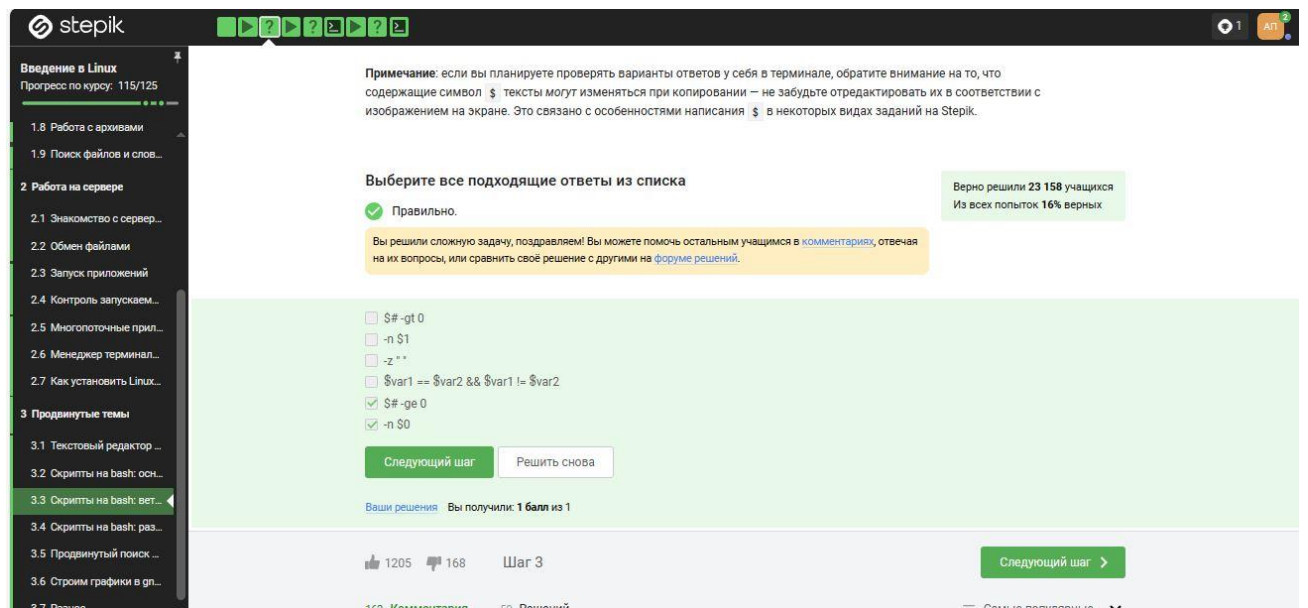 stepik
1
АП
2
Введение в Linux
Прогресс по курсу: 115/125
1.8 Работа с архивами
1.9 Поиск файлов и слов...
2 Работа на сервере
2.1 Знакомство с сервер...
2.2 Обмен файлами
2.3 Запуск приложений
2.4 Контроль запускаем...
2.5 Многопоточные прил...
2.6 Менеджер терминал...
2.7 Как установить Linux...
3 Продвинутые темы
3.1 Текстовый редактор ...
3.2 Скрипты на bash: осн...
3.3 Скрипты на bash: вет...
3.4 Скрипты на bash: раз...
3.5 Продвинутый поиск ...
3.6 Строим графики в gn...
3.7 Разное
Примечание: если вы планируете проверять варианты ответов у себя в терминале, обратите внимание на то, что
содержащие символ $ тексты могут изменяться при копировании — не забудьте отредактировать их в соответствии с
изображением на экране. Это связано с особенностями написания $ в некоторых видах заданий на Stepik.
Выберите все подходящие ответы из списка
Правильно.
Верно решили 23 158 учащихся
Из всех попыток 16% верных
Вы решили сложную задачу, поздравляем! Вы можете помочь остальным учащимся в комментариях, отвечая
на их вопросы, или сравнить своё решение с другими на форуме решений.
$# -gt 0
-n $1
-z " "
$var1 == $var2 && $var1 != $var2
$# -ge 0
-n $0
Следующий шаг
Решить снова
Ваши решения Вы получили: 1 балл из 1
1205 168 Шаг 3
Следующий шаг
Комментария
Решений
Самые популярные